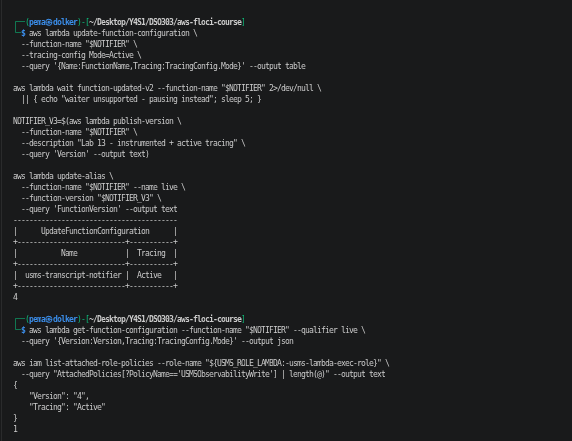 ┌──(pema㉿dolker)-[~/Desktop/Y4S1/DSO303/aws-floci-course]
└─$ aws lambda update-function-configuration \
  --function-name "$NOTIFIER" \
  --tracing-config Mode=Active \
  --query '{Name:FunctionName,Tracing:TracingConfig.Mode}' --output table

aws lambda wait function-updated-v2 --function-name "$NOTIFIER" 2>/dev/null \
  || { echo "waiter unsupported - pausing instead"; sleep 5; }

NOTIFIER_V3=$(aws lambda publish-version \
  --function-name "$NOTIFIER" \
  --description "Lab 13 - instrumented + active tracing" \
  --query 'Version' --output text)

aws lambda update-alias \
  --function-name "$NOTIFIER" --name live \
  --function-version "$NOTIFIER_V3" \
  --query 'FunctionVersion' --output text
----------------------------------------
|      UpdateFunctionConfiguration      |
+---------------------------+-----------+
|           Name            |  Tracing  |
+---------------------------+-----------+
|  usms-transcript-notifier |  Active   |
+---------------------------+-----------+
4

┌──(pema㉿dolker)-[~/Desktop/Y4S1/DSO303/aws-floci-course]
└─$ aws lambda get-function-configuration --function-name "$NOTIFIER" --qualifier live \
  --query '{Version:Version,Tracing:TracingConfig.Mode}' --output json

aws iam list-attached-role-policies --role-name "${USMS_ROLE_LAMBDA:-usms-lambda-exec-role}" \
  --query "AttachedPolicies[?PolicyName=='USMSObservabilityWrite'] | length(@)" --output text
{
    "Version": "4",
    "Tracing": "Active"
}
1